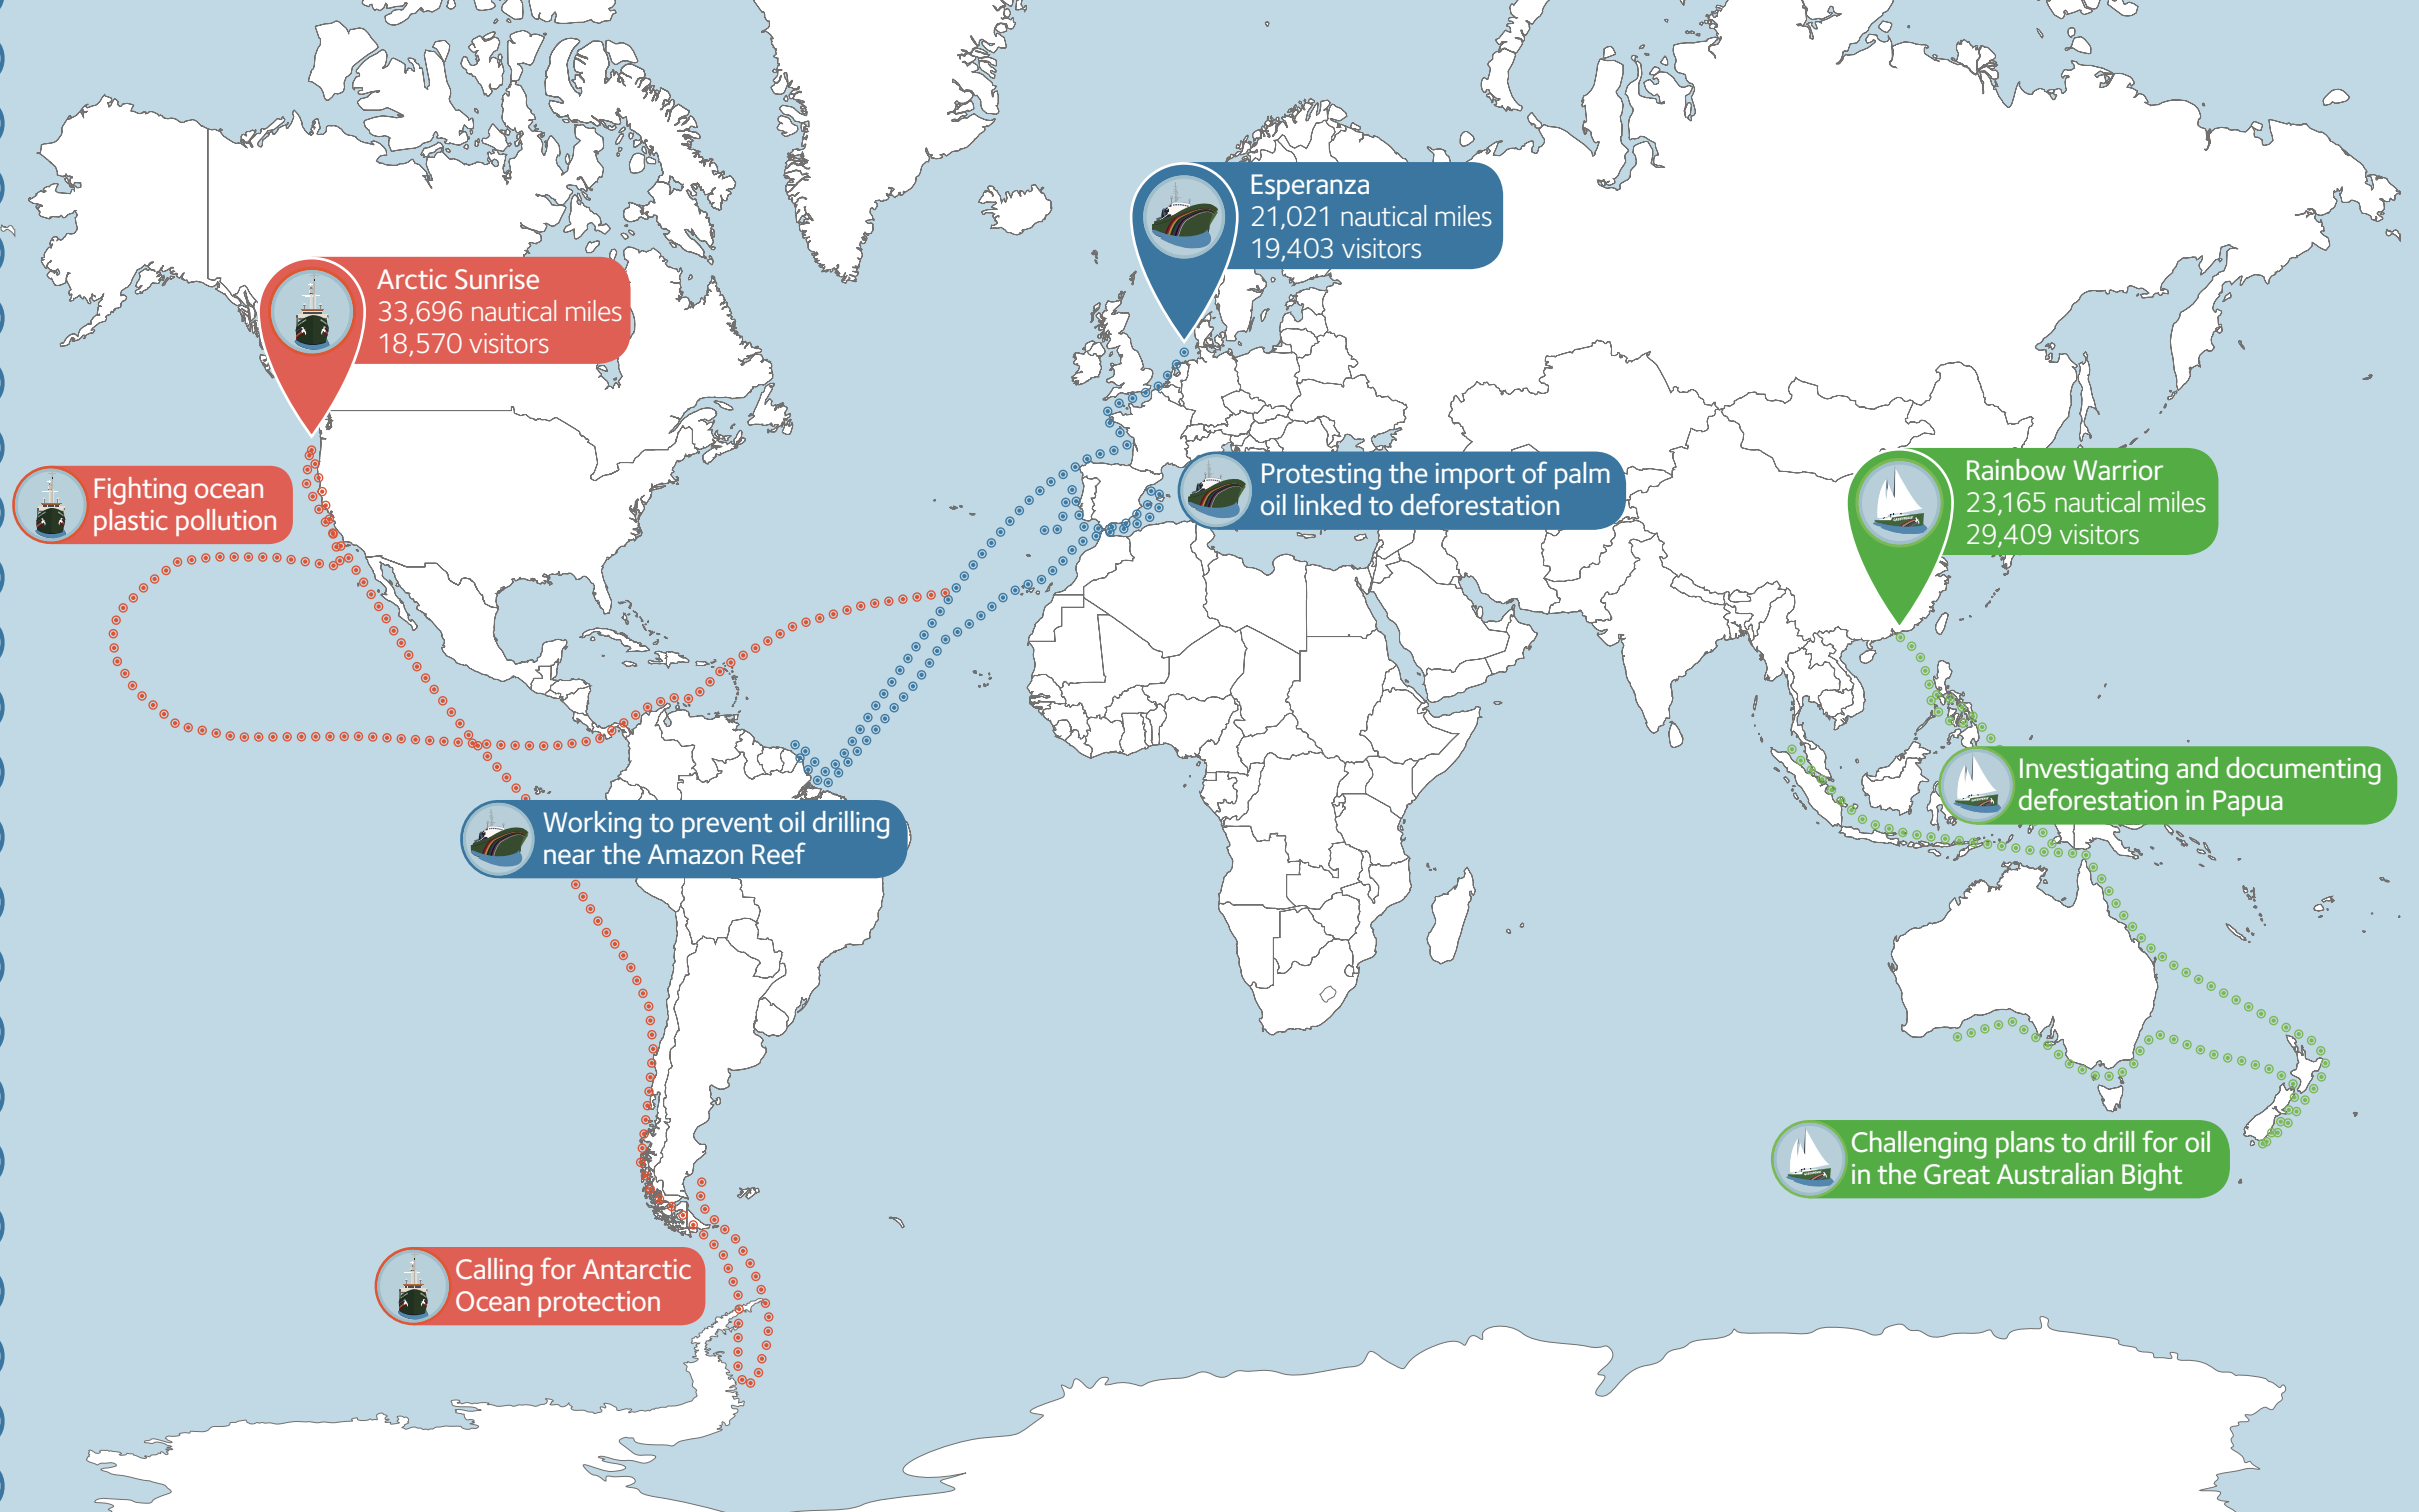 Esperanza
21,021 nautical miles
19,403 visitors
Arctic Sunrise
33,696 nautical miles
18,570 visitors
Fighting ocean
plastic pollution
Protesting the import of palm
oil linked to deforestation
Rainbow Warrior
23,165 nautical miles
29,409 visitors
Investigating and documenting
deforestation in Papua
Working to prevent oil drilling
near the Amazon Reef
Challenging plans to drill for oil
in the Great Australian Bight
Calling for Antarctic
Ocean protection